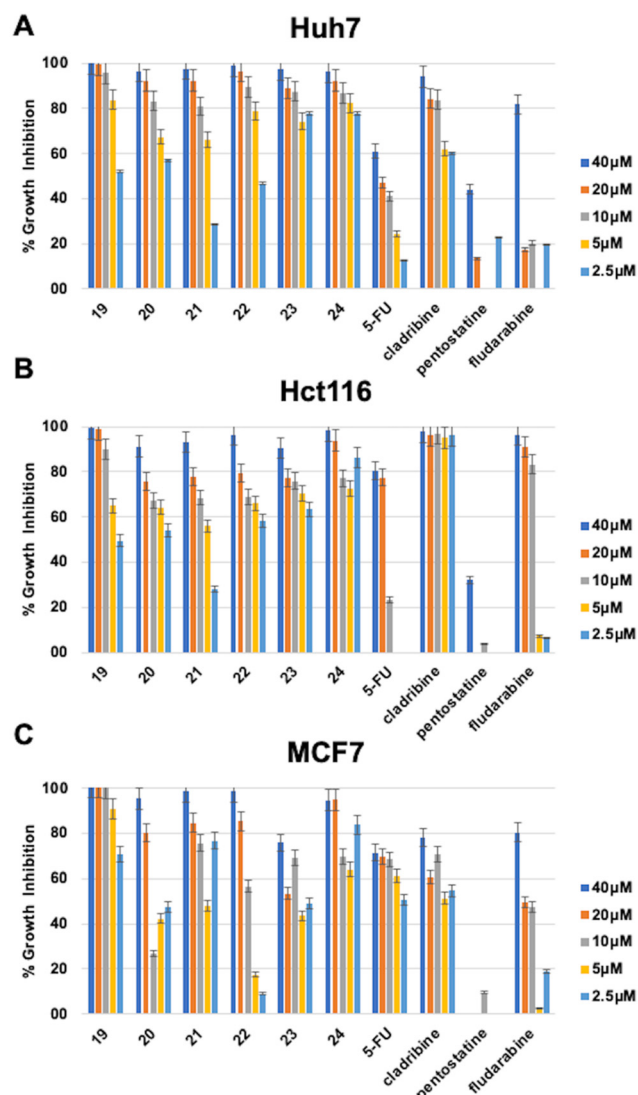 A
Huh7
% Growth Inhibition
100
80
60
40
20
00
19 20 21 22 23 24 5-FU cladribine pentostatine fludarabine
40µM
20µM
10µM
5µM
2.5µM
B
Hct116
% Growth Inhibition
100
80
60
40
20
00
19 20 21 22 23 24 5-FU cladribine pentostatine fludarabine
40µM
20µM
10µM
5µM
2.5µM
C
MCF7
% Growth Inhibition
100
80
60
40
20
00
19 20 21 22 23 24 5-FU cladribine pentostatine fludarabine
40µM
20µM
10µM
5µM
2.5µM